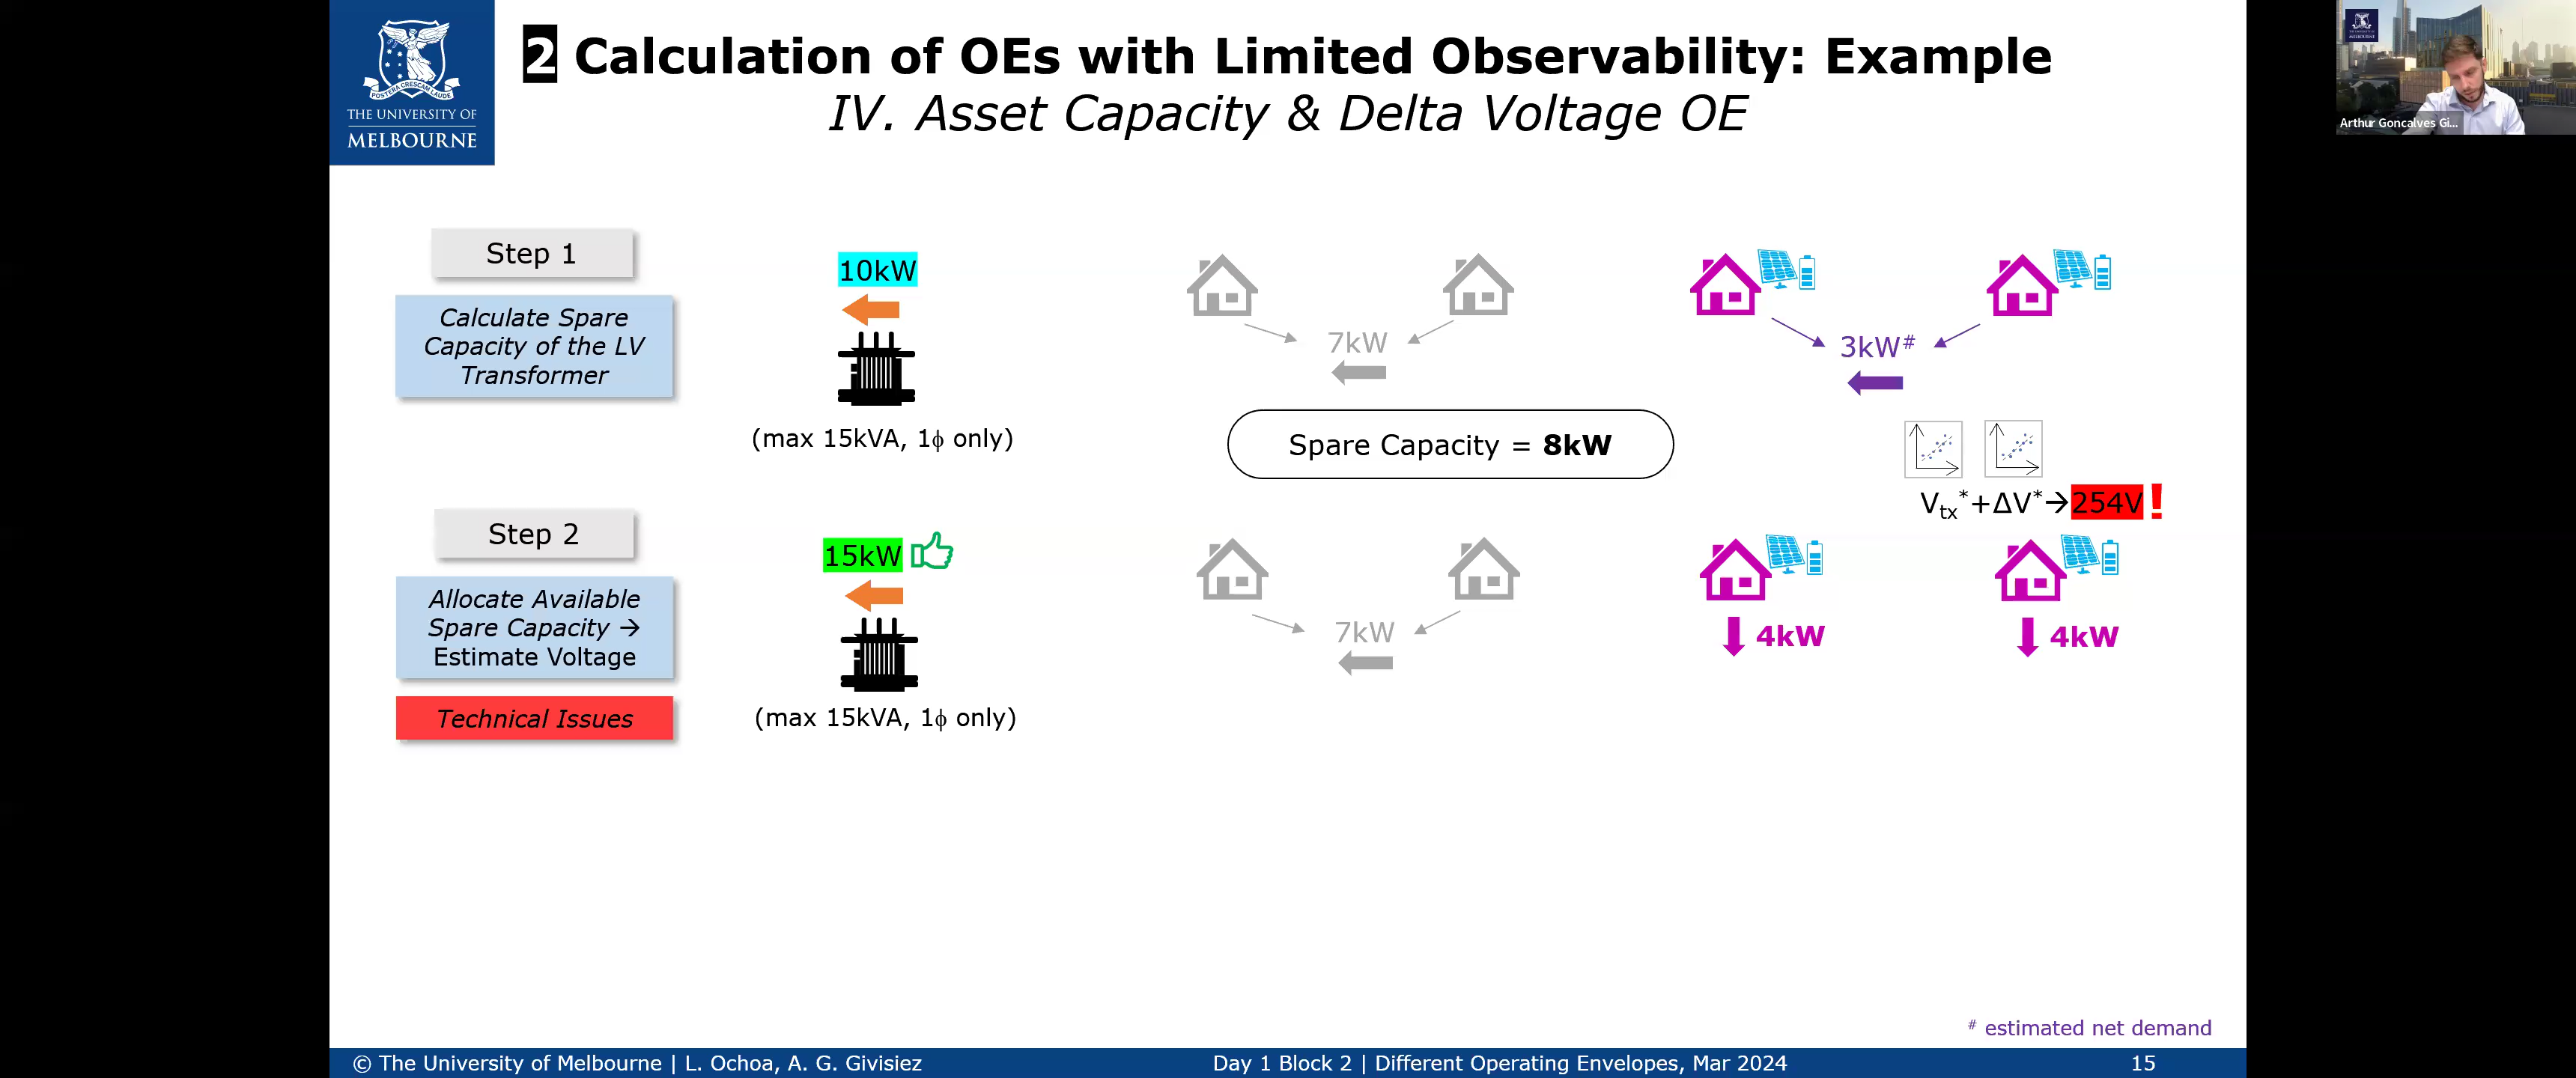 THE UNIVERSITY OF
MELBOURNE
2 Calculation of OEs with Limited Observability: Example
IV. Asset Capacity & Delta Voltage OE
Arthur Goncalves Gi...
Step 1
Calculate Spare
Capacity of the LV
Transformer
10kW
(max 15kVA, 1ϕ only)
7kW
3kW#
Spare Capacity = 8kW
Vtx*+ΔV*→254V!
Step 2
Allocate Available
Spare Capacity →
Estimate Voltage
Technical Issues
15kW
(max 15kVA, 1ϕ only)
7kW
4kW
4kW
# estimated net demand
© The University of Melbourne | L. Ochoa, A. G. Givisiez
Day 1 Block 2 | Different Operating Envelopes, Mar 2024
15